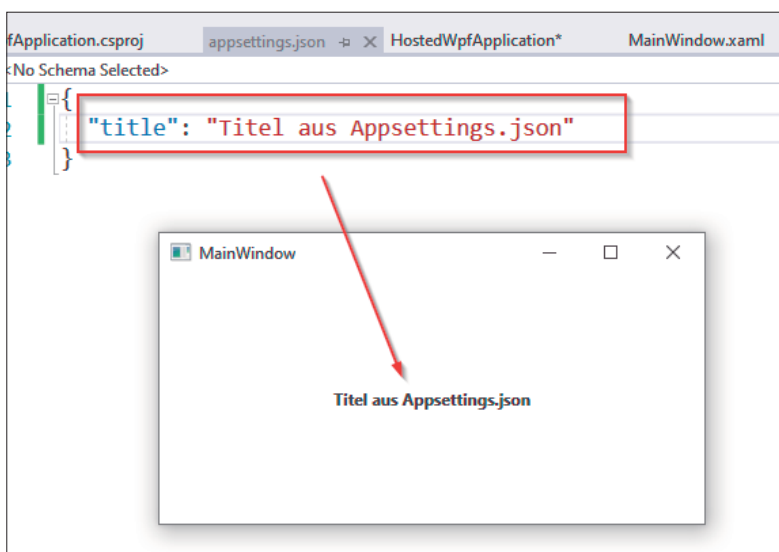 fApplication.csproj appsettings.json HostedWpfApplication* MainWindow.xaml
<No Schema Selected>
1 {
2 "title": "Titel aus Appsettings.json"
3 }
MainWindow
Titel aus Appsettings.json